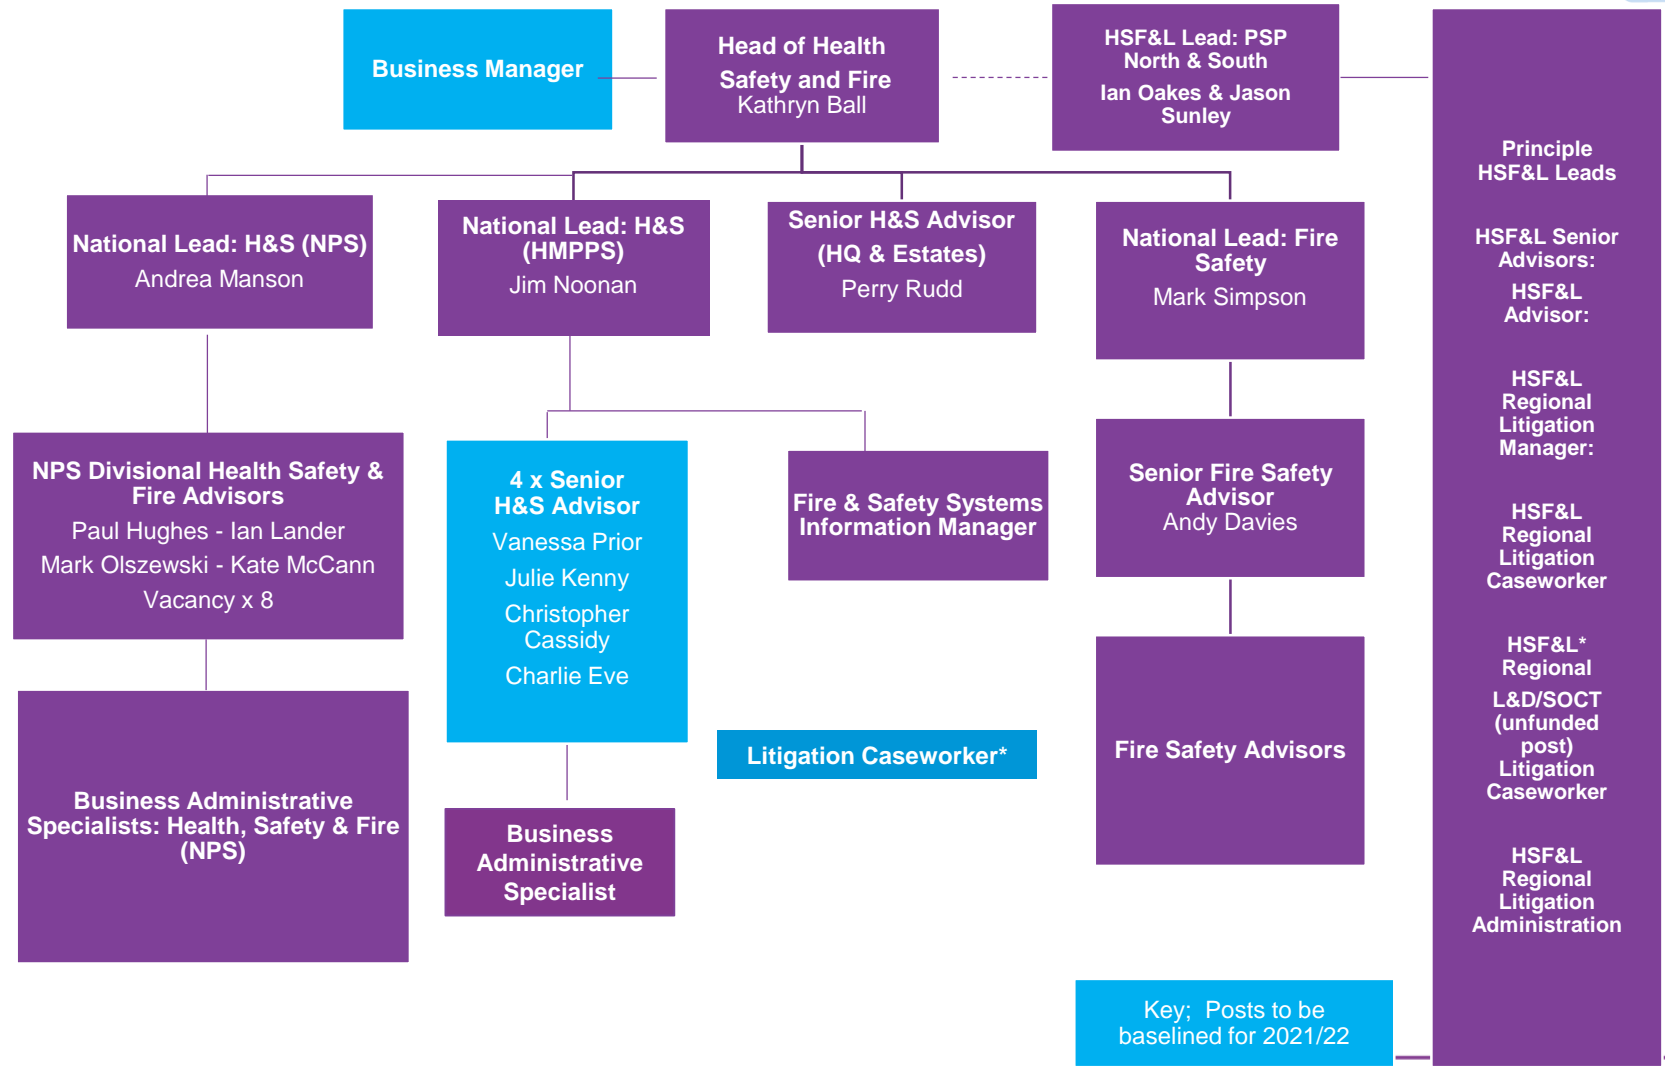 Business Manager
Head of Health
Safety and Fire
Kathryn Ball
HSF&L Lead: PSP
North & South
Ian Oakes & Jason
Sunley
National Lead: H&S (NPS)
Andrea Manson
National Lead: H&S
(HMPPS)
Jim Noonan
Senior H&S Advisor
(HQ & Estates)
Perry Rudd
National Lead: Fire
Safety
Mark Simpson
NPS Divisional Health Safety &
Fire Advisors
Paul Hughes - Ian Lander
Mark Olszewski - Kate McCann
Vacancy x 8
4 x Senior
H&S Advisor
Vanessa Prior
Julie Kenny
Christopher
Cassidy
Charlie Eve
Fire & Safety Systems
Information Manager
Senior Fire Safety
Advisor
Andy Davies
Business Administrative
Specialists: Health, Safety & Fire
(NPS)
Business
Administrative
Specialist
Litigation Caseworker*
Fire Safety Advisors
Principle
HSF&L Leads
HSF&L Senior
Advisors:
HSF&L
Advisor:
HSF&L
Regional
Litigation
Manager:
HSF&L
Regional
Litigation
Caseworker
HSF&L*
Regional
L&D/SOCT
(unfunded
post)
Litigation
Caseworker
HSF&L
Regional
Litigation
Administration
Key; Posts to be
baselined for 2021/22